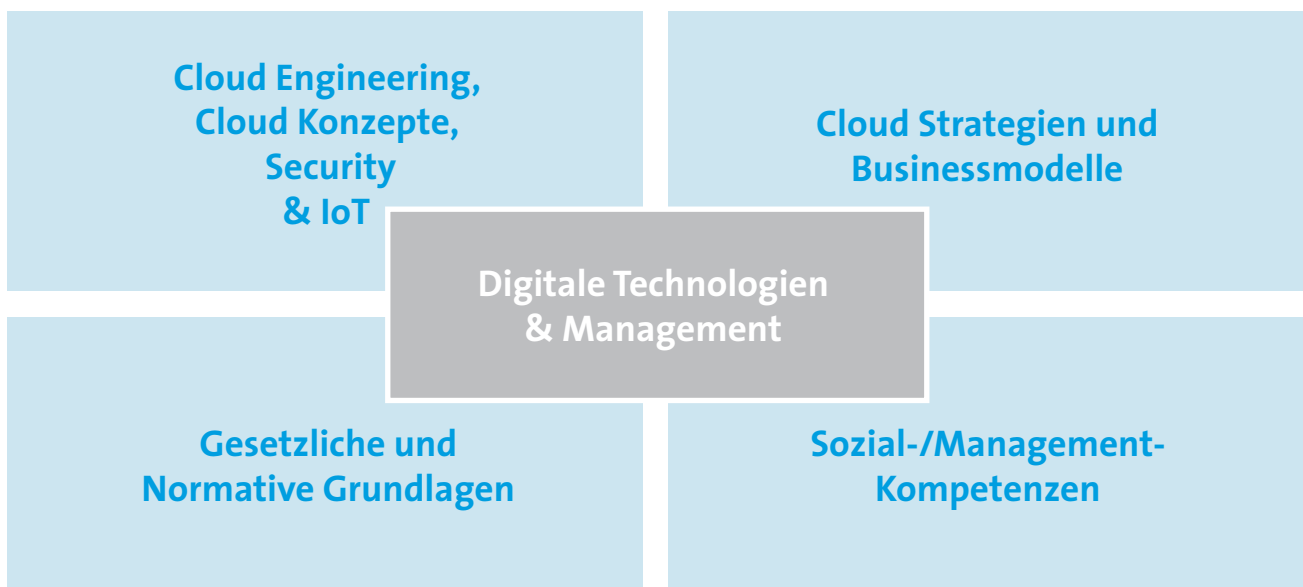 Cloud Engineering,
Cloud Konzepte,
Security
& IoT
Cloud Strategien und
Businessmodelle
Digitale Technologien
& Management
Gesetzliche und
Normative Grundlagen
Sozial-/Management-
Kompetenzen